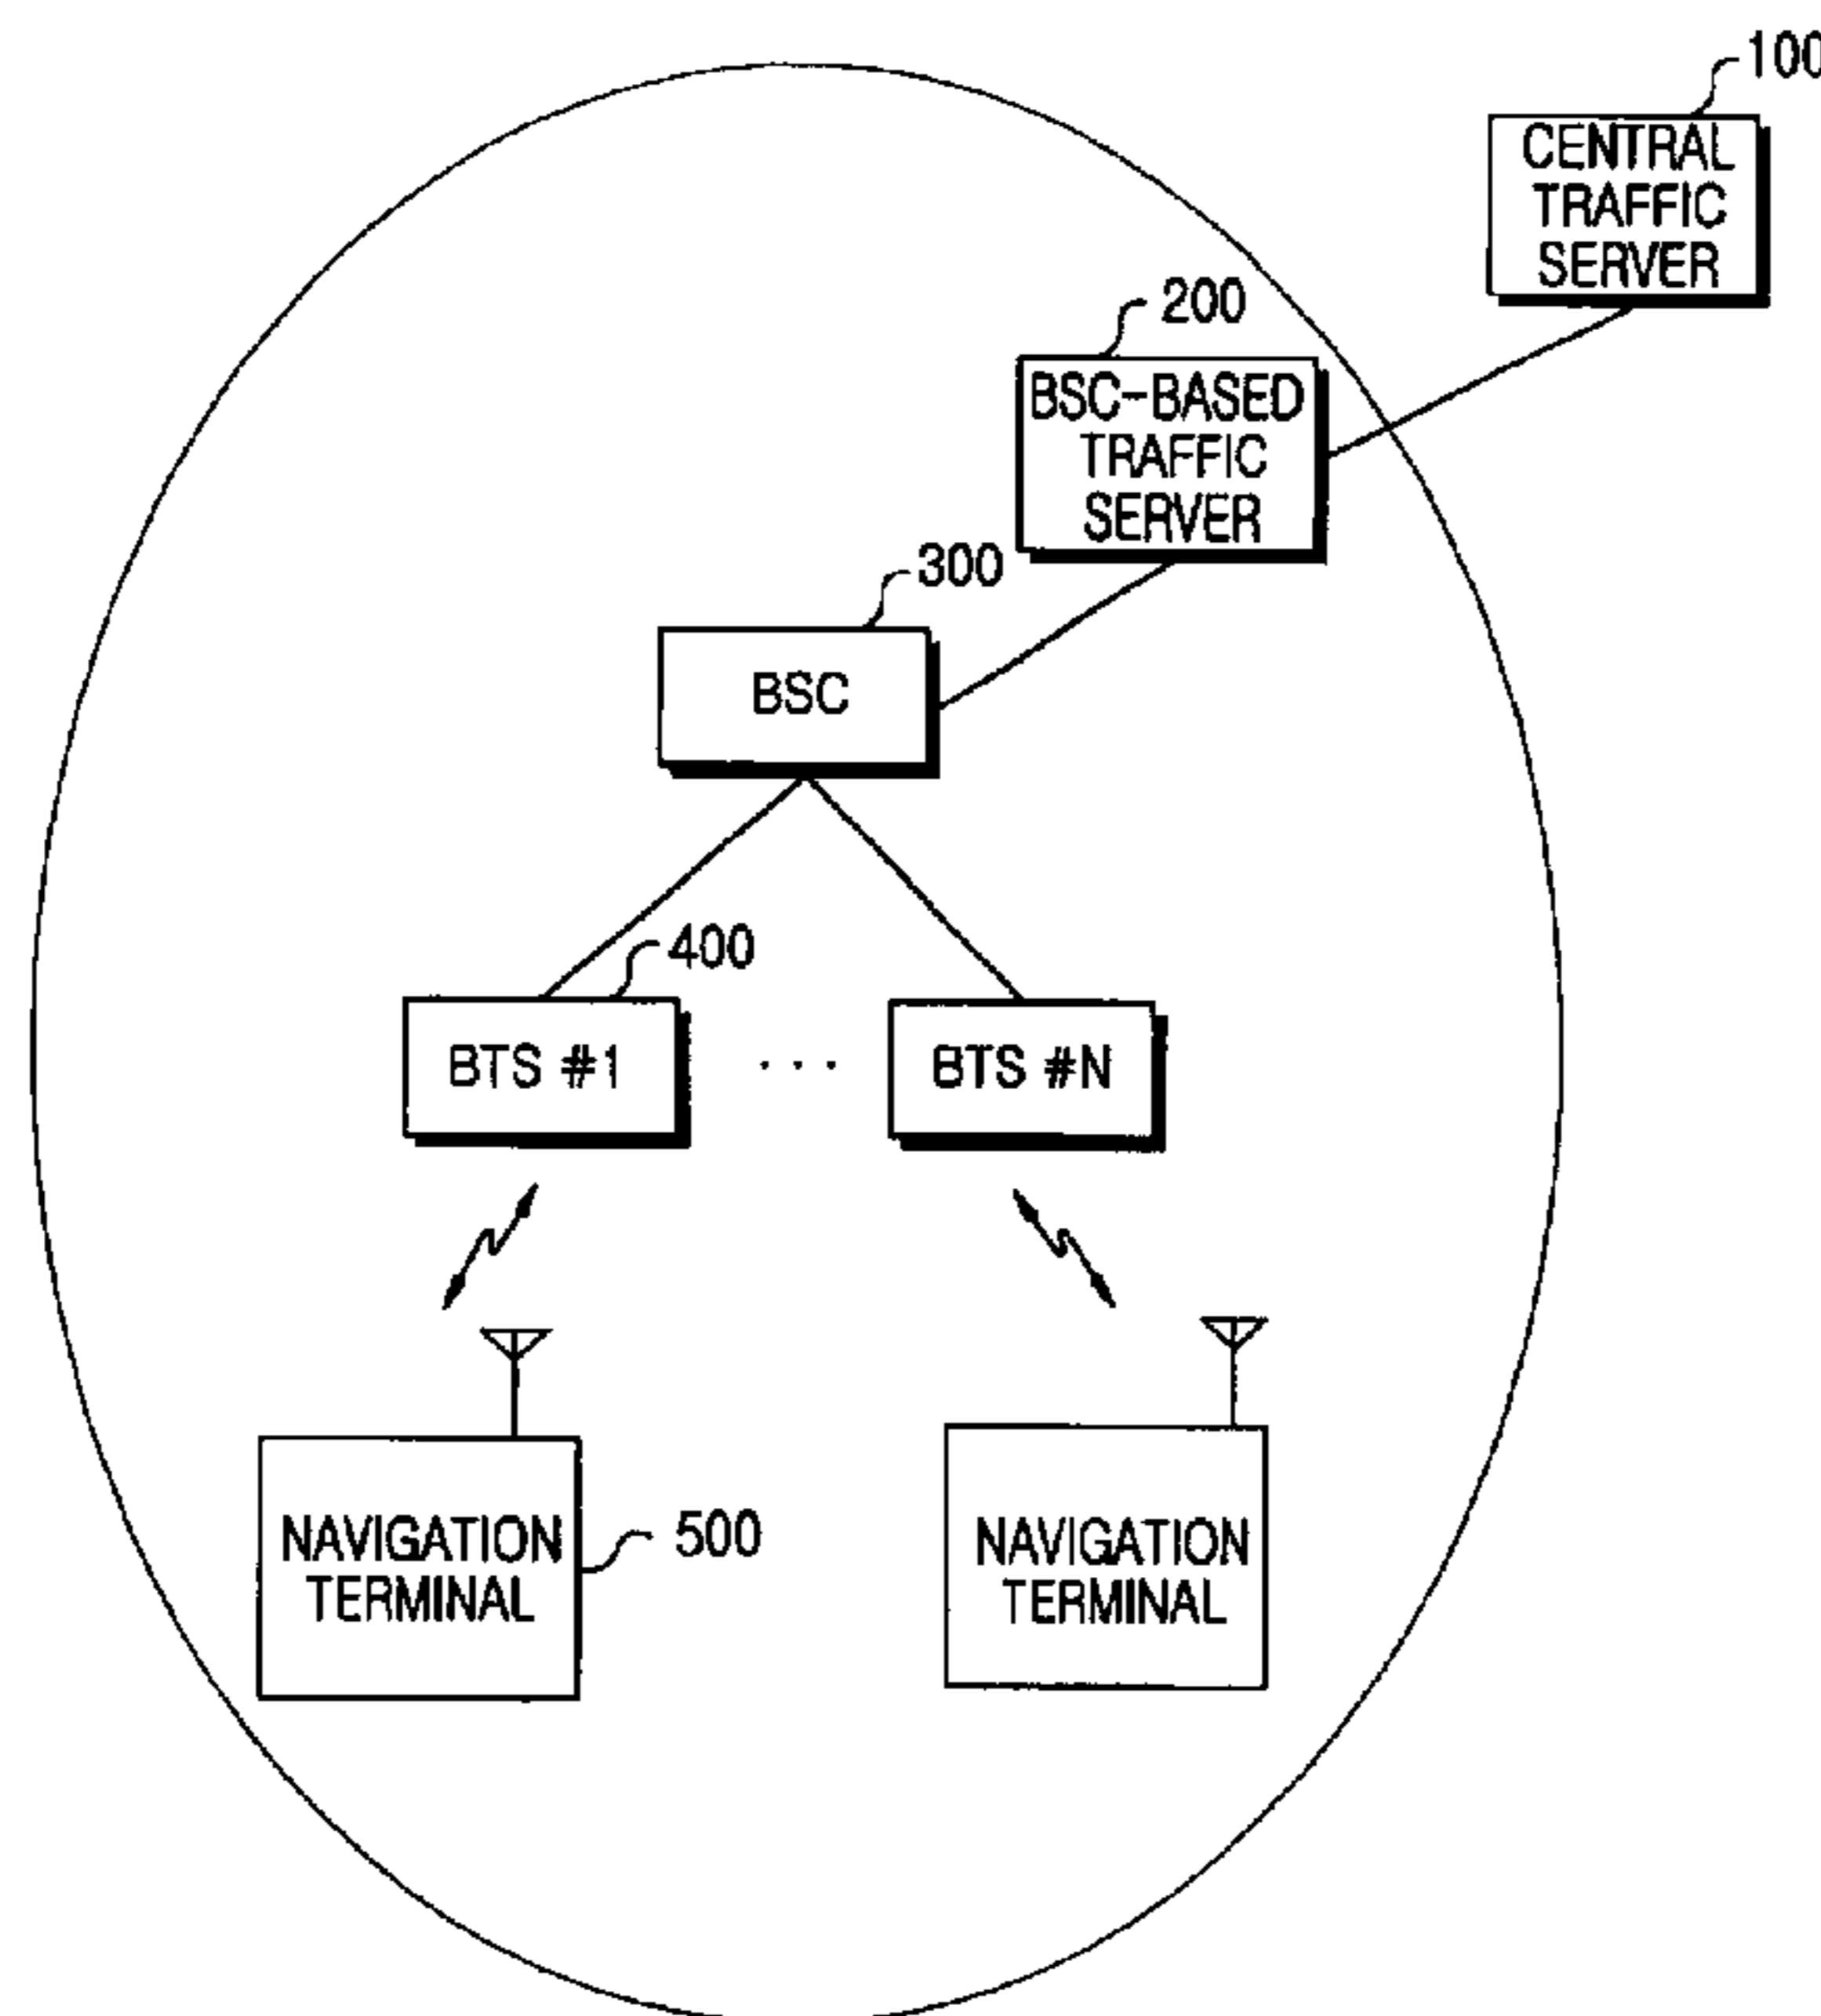 100
CENTRAL
TRAFFIC
SERVER
200
BSC-BASED
TRAFFIC
SERVER
300
BSC
400
BTS #1
. . .
BTS #N
NAVIGATION
TERMINAL
500
NAVIGATION
TERMINAL